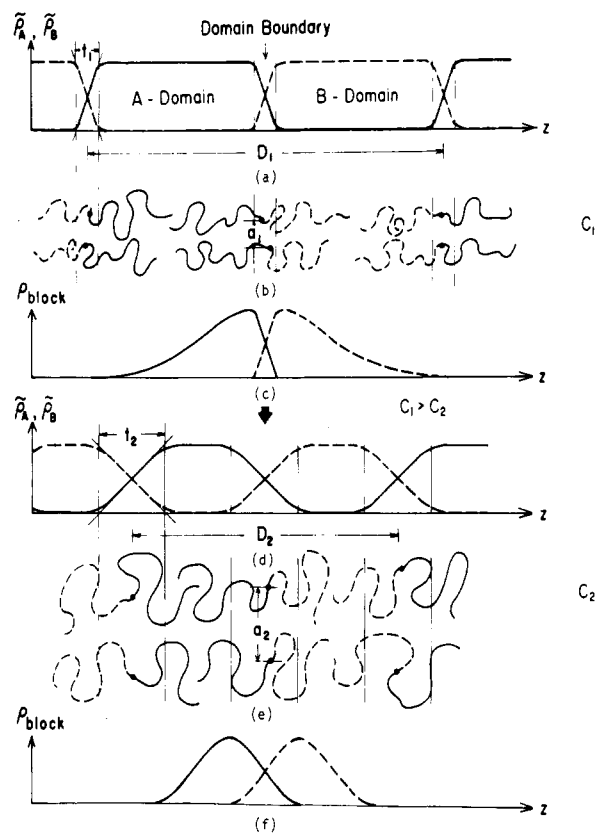 ρ̃A, ρ̃B
t₁
Domain Boundary
A - Domain
B - Domain
z
D₁
(a)
a₁
C₁
(b)
ρblock
z
(c)
C₁ > C₂
ρ̃A, ρ̃B
t₂
z
D₂
(d)
a₂
C₂
(e)
ρblock
z
(f)